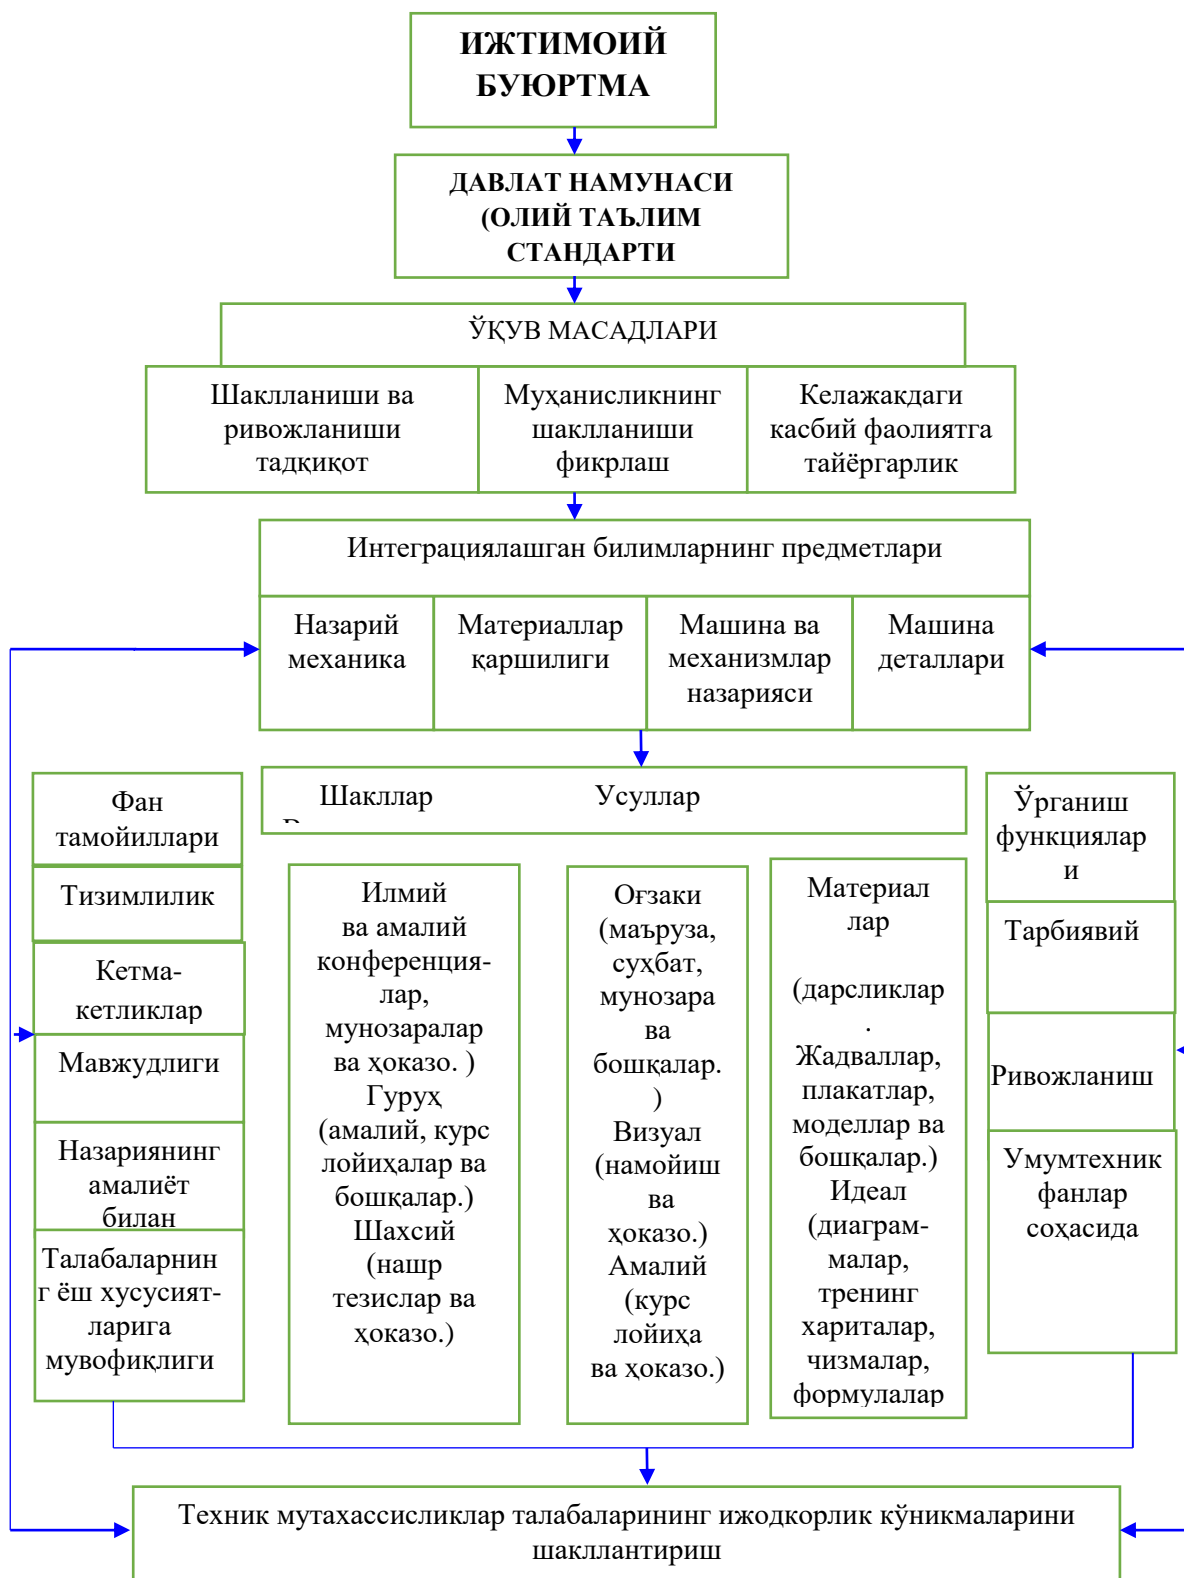 ИЖТИМОИЙ
БУЮРТМА
ДАВЛАТ НАМУНАСИ
(ОЛИЙ ТАЪЛИМ
СТАНДАРТИ
ЎҚУВ МАСАДЛАРИ
Шаклланиши ва
ривожланиши
тадқиқот
Муҳанисликнинг
шаклланиши
фикрлаш
Келажакдаги
касбий фаолиятга
тайёргарлик
Интеграциялашган билимларнинг предметлари
Назарий
механика
Материаллар
қаршилиги
Машина ва
механизмлар
назарияси
Машина
деталлари
Шакллар Усуллар
Фан
тамойиллари
Тизимлилик
Кетма-
кетликлар
Мавжудлиги
Назариянинг
амалиёт
билан
Талабаларнин
г ёш хусусият-
ларига
мувофиқлиги
Илмий
ва амалий
конференция-
лар,
мунозаралар
ва ҳоказо. )
Гуруҳ
(амалий, курс
лойиҳалар ва
бошқалар.)
Шахсий
(нашр
тезислар ва
ҳоказо.)
Оғзаки
(маъруза,
суҳбат,
мунозара
ва
бошқалар.
)
Визуал
(намойиш
ва
ҳоказо.)
Амалий
(курс
лойиҳа
ва ҳоказо.)
Материал
лар
(дарсликлар
.
Жадваллар,
плакатлар,
моделлар ва
бошқалар.)
Идеал
(диаграм-
малар,
тренинг
хариталар,
чизмалар,
формулалар
Ўрганиш
функциялар
и
Тарбиявий
Ривожланиш
Умумтехник
фанлар
соҳасида
Техник мутахассисликлар талабаларининг ижодкорлик кўникмаларини
шакллантириш